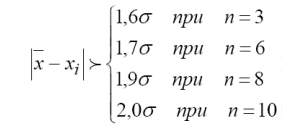 1,6σ при n = 3
1,7σ при n = 6
|x̅ − xᵢ| ≻ { 1,9σ при n = 8
2,0σ при n = 10